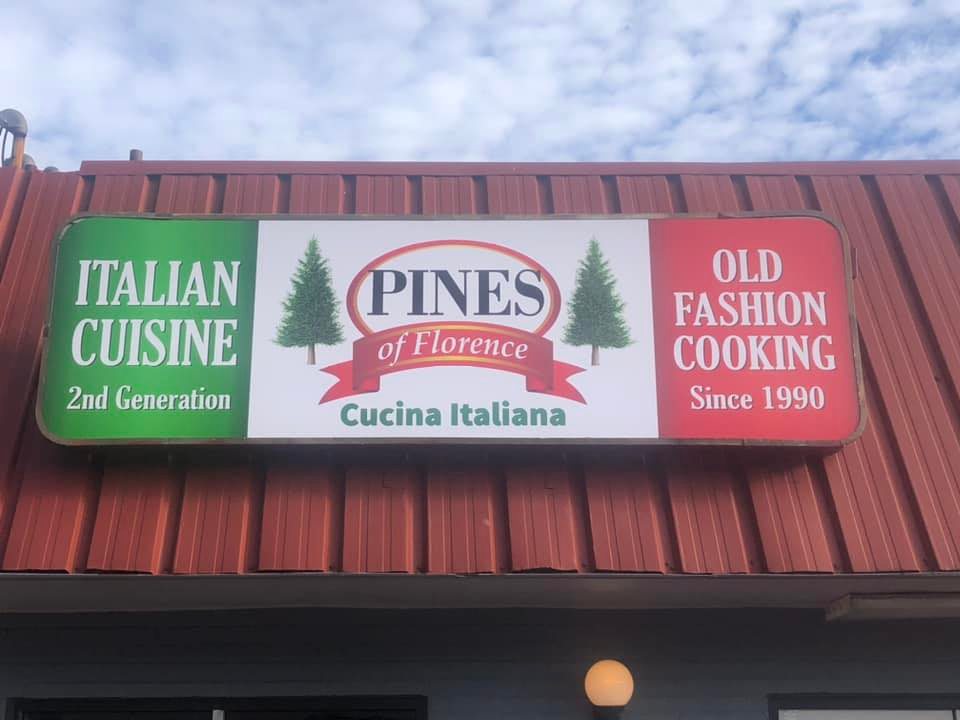 ITALIAN
CUISINE
2nd Generation
PINES
of Florence
Cucina Italiana
OLD
FASHION
COOKING
Since 1990